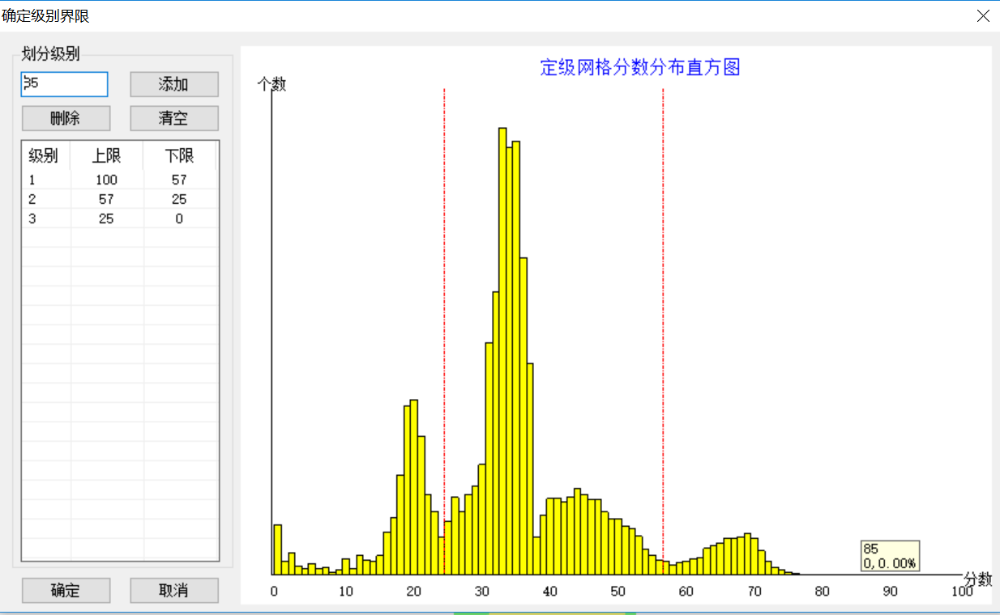 确定级别界限
划分级别
85
添加
删除
清空
级别 上限 下限
1 100 57
2 57 25
3 25 0
确定
取消
定级网格分数分布直方图
个数
85
0,0.00%
分数
0 10 20 30 40 50 60 70 80 90 100